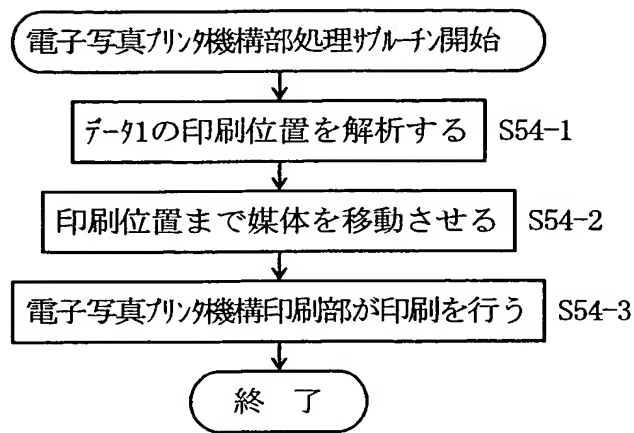 電子写真プリンタ機構部処理サブルーチン開始
データ1の印刷位置を解析する S54-1
印刷位置まで媒体を移動させる S54-2
電子写真プリンタ機構印刷部が印刷を行う S54-3
終 了